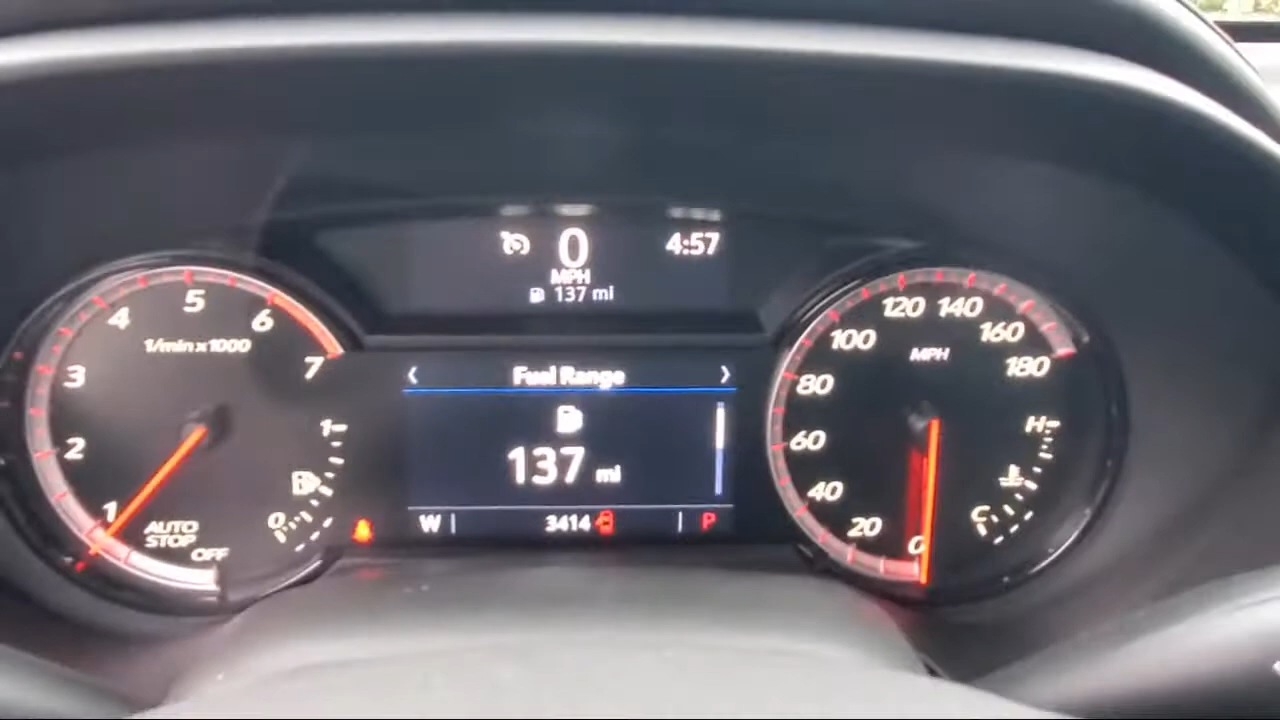 0 4:57
MPH
137 mi
5
4 6
1/min x1000
7
3
2
1
AUTO
STOP
OFF
1
0
Fuel Range
137 mi
W 3414 P
120 140
100 160
MPH
180
80
60
40
20
0
H
C